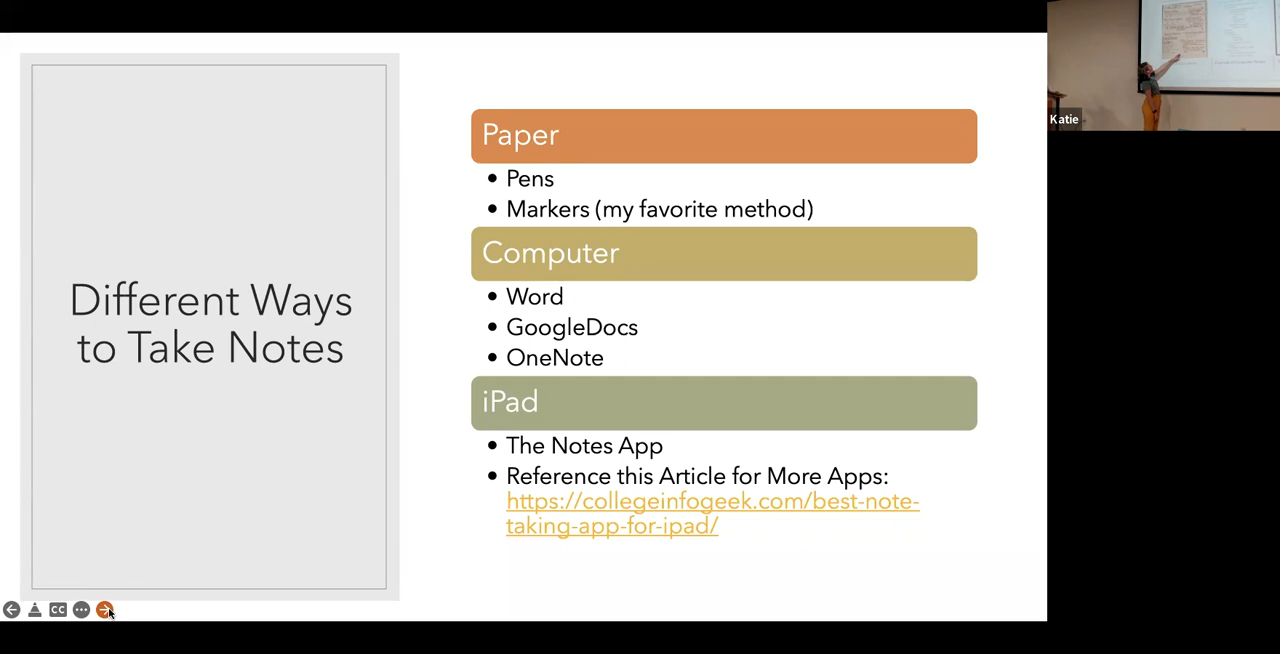 Different Ways
to Take Notes
Paper
• Pens
• Markers (my favorite method)
Computer
• Word
• GoogleDocs
• OneNote
iPad
• The Notes App
• Reference this Article for More Apps:
https://collegeinfogeek.com/best-note-
taking-app-for-ipad/
CC
Katie